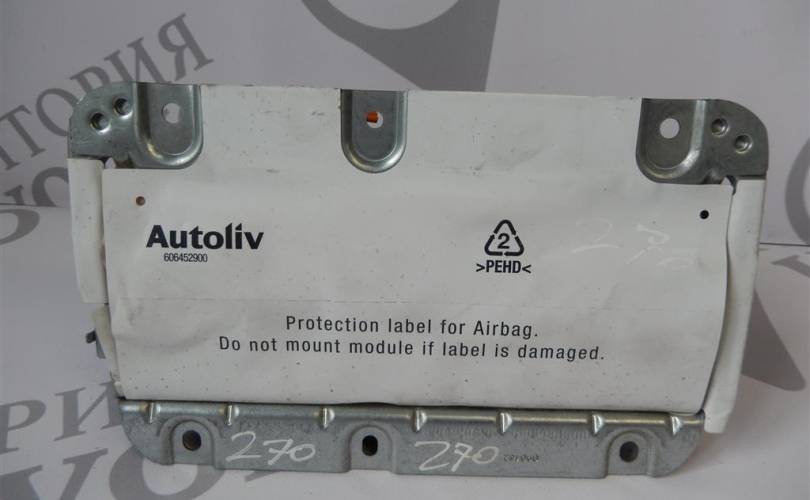 Autoliv
606452900
2
>PEHD<
270
Protection label for Airbag.
Do not mount module if label is damaged.
270 270